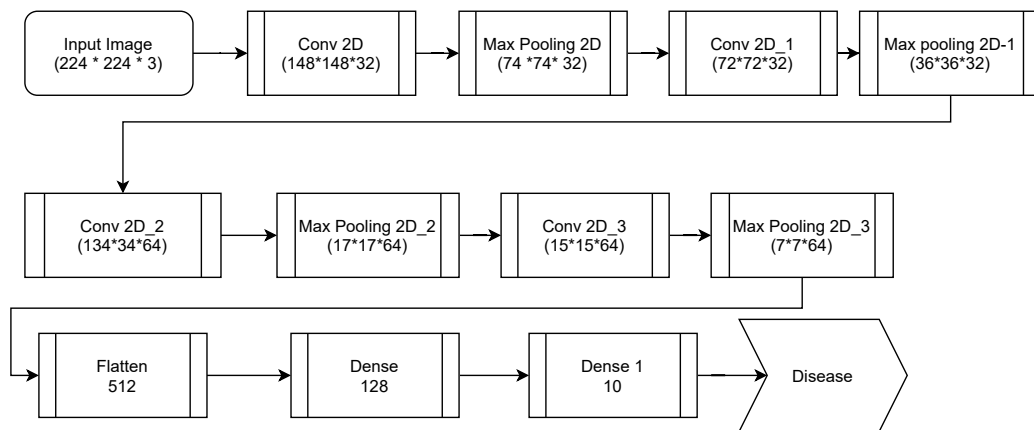 Input Image
(224 * 224 * 3)
Conv 2D
(148*148*32)
Max Pooling 2D
(74 *74* 32)
Conv 2D_1
(72*72*32)
Max pooling 2D-1
(36*36*32)
Conv 2D_2
(134*34*64)
Max Pooling 2D_2
(17*17*64)
Conv 2D_3
(15*15*64)
Max Pooling 2D_3
(7*7*64)
Flatten
512
Dense
128
Dense 1
10
Disease